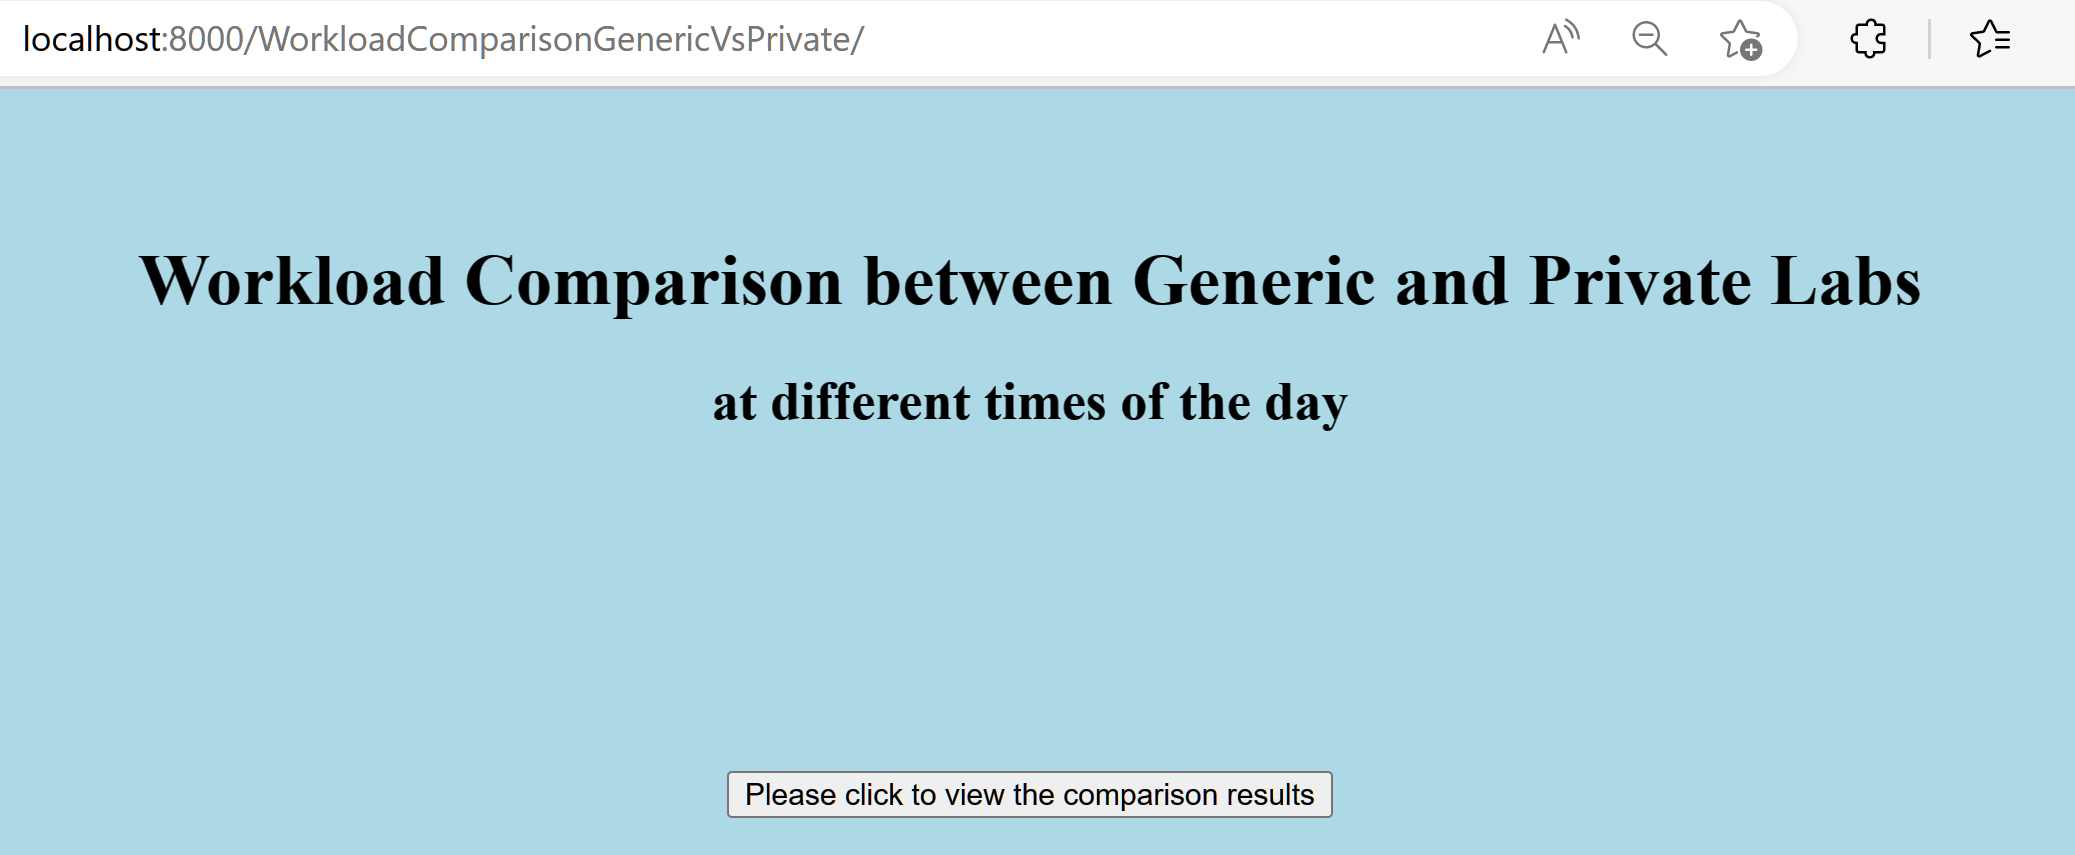 localhost:8000/WorkloadComparisonGenericVsPrivate/
Workload Comparison between Generic and Private Labs
at different times of the day
Please click to view the comparison results